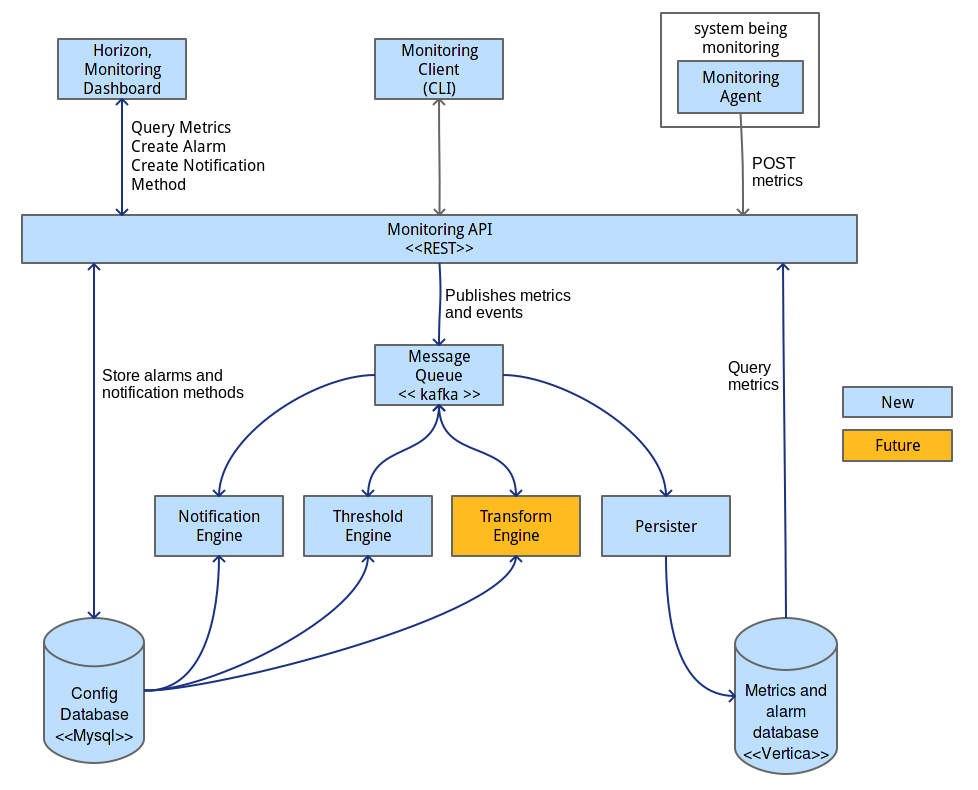 Horizon,
Monitoring
Dashboard
Monitoring
Client
(CLI)
system being
monitoring
Monitoring
Agent
Query Metrics
Create Alarm
Create Notification
Method
POST
metrics
Monitoring API
<<REST>>
Publishes metrics
and events
Message
Queue
<< kafka >>
Store alarms and
notification methods
Query
metrics
New
Future
Notification
Engine
Threshold
Engine
Transform
Engine
Persister
Config
Database
<<Mysql>>
Metrics and
alarm
database
<<Vertica>>